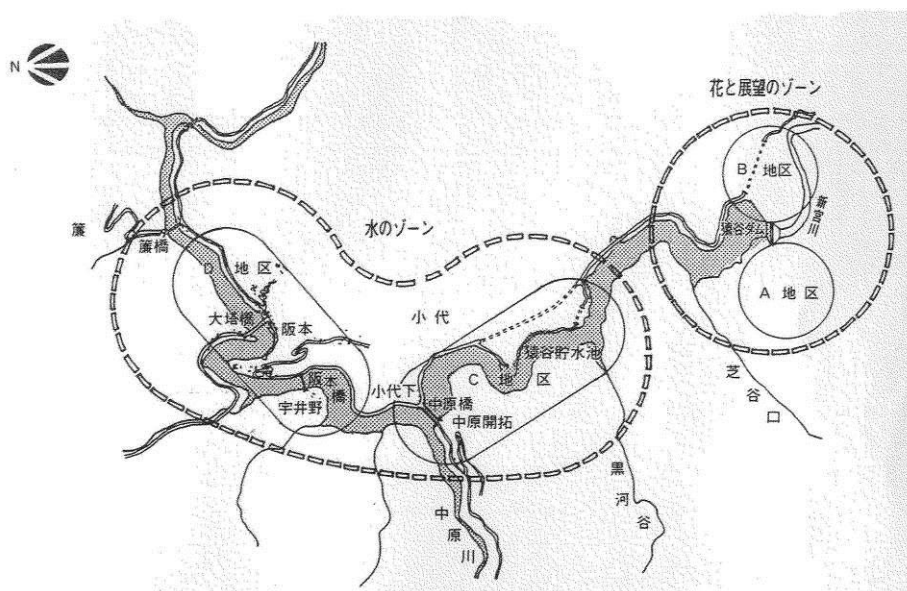 N
花と展望のゾーン
B 地区
新宮川
猿谷ダム
A 地区
水のゾーン
簾
簾橋
D 地区
大塔橋
阪本
小代
阪本橋
宇井野
小代下
中原橋
中原開拓
C 地区
猿谷貯水池
芝谷口
黒河谷
中原川